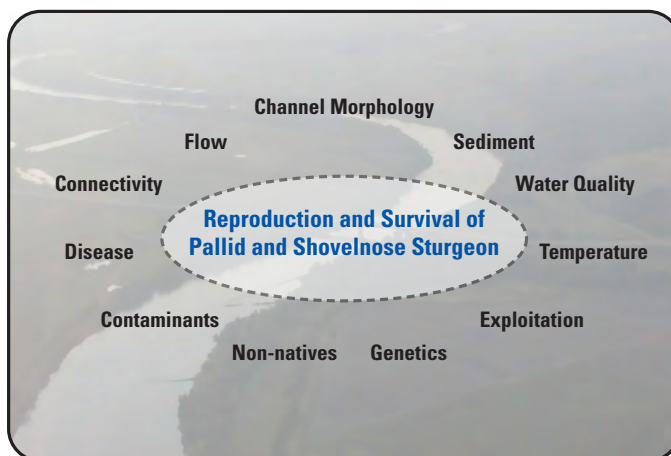 Channel Morphology
Flow
Sediment
Connectivity
Water Quality
Reproduction and Survival of
Pallid and Shovelnose Sturgeon
Disease
Temperature
Contaminants
Exploitation
Non-natives
Genetics